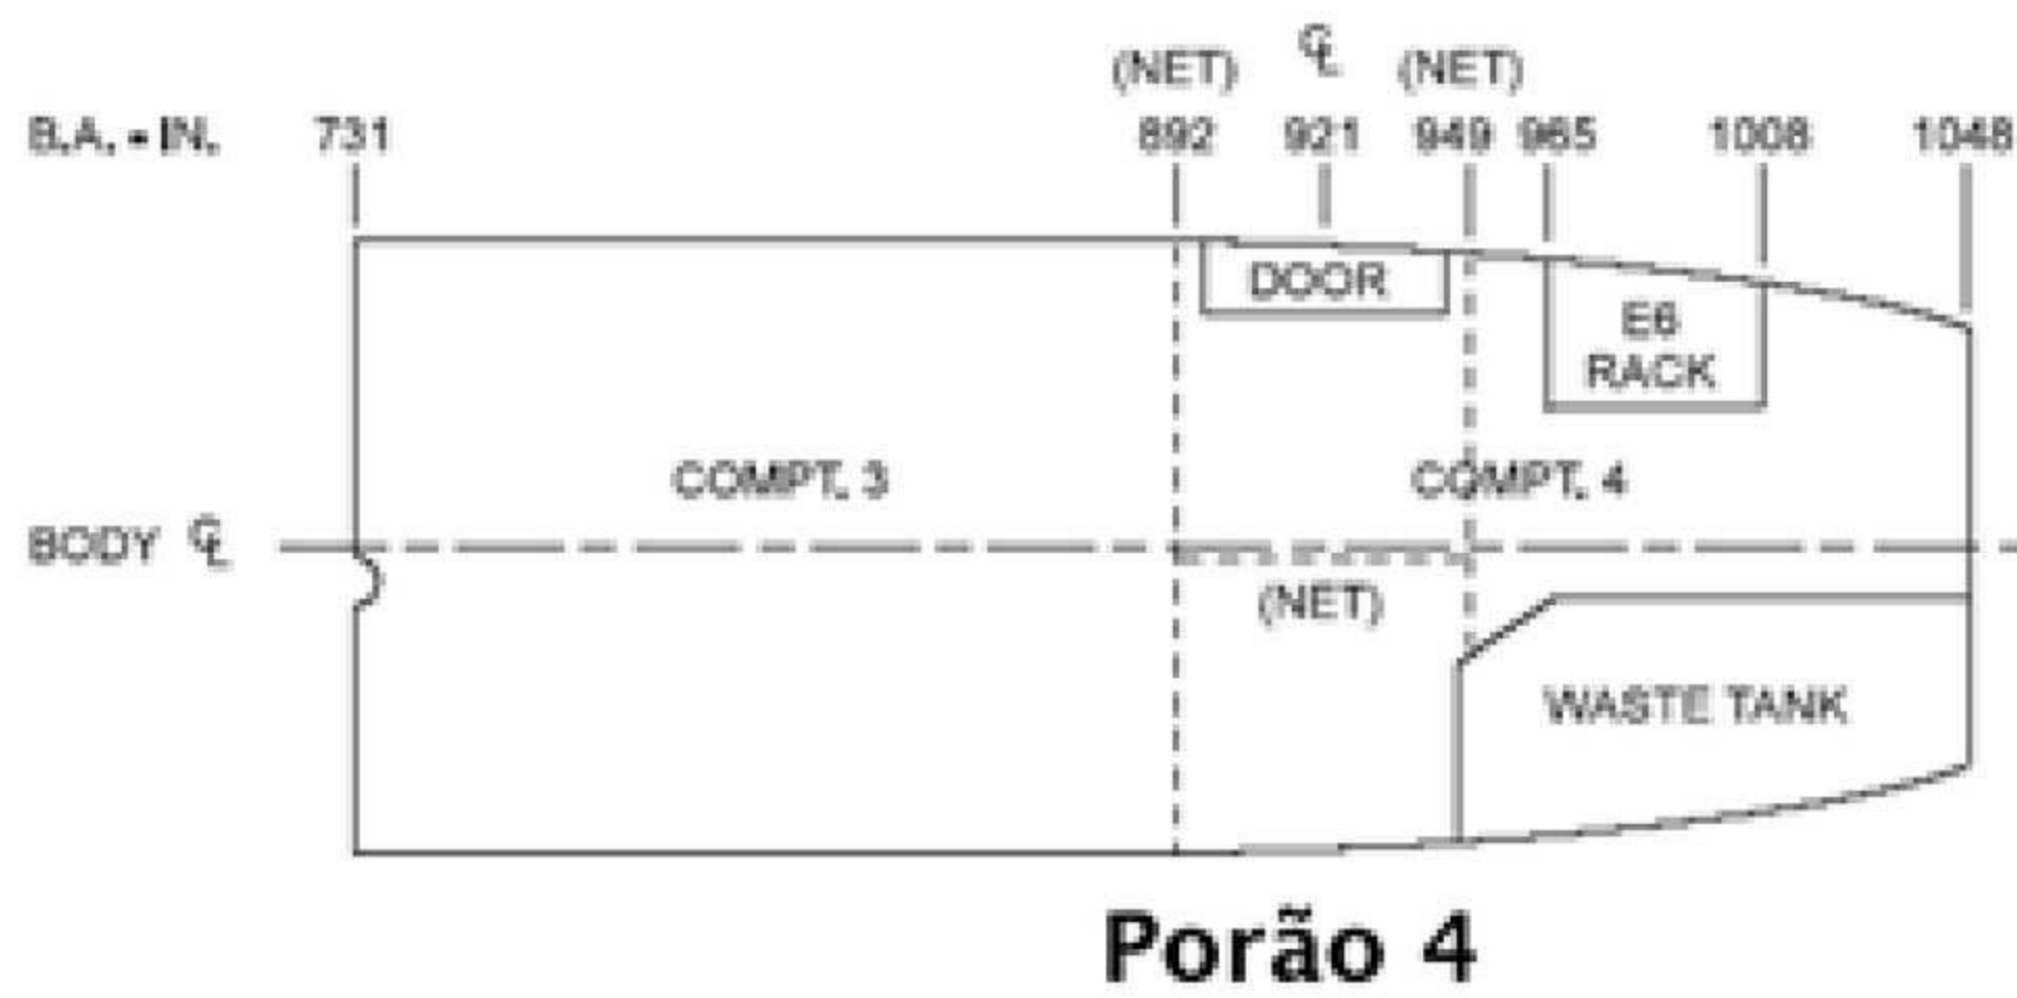 (NET) ℄ (NET)
B.A. - IN. 731 892 921 949 965 1008 1048
DOOR
E6
RACK
COMPT. 3 COMPT. 4
BODY ℄
(NET)
WASTE TANK
Porão 4